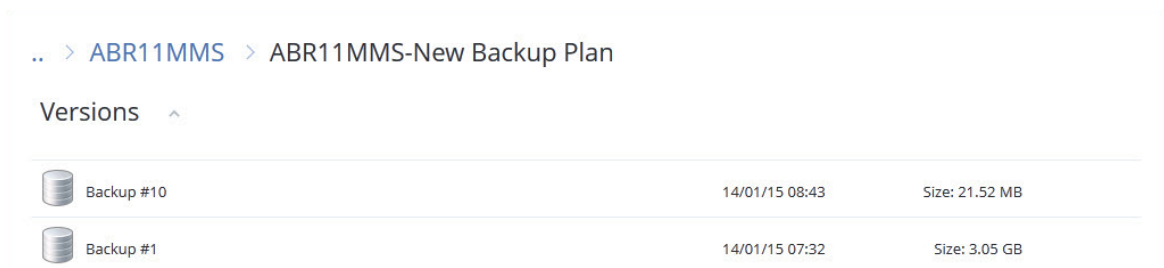 .. > ABR11MMS > ABR11MMS-New Backup Plan
Versions
Backup #10 14/01/15 08:43 Size: 21.52 MB
Backup #1 14/01/15 07:32 Size: 3.05 GB